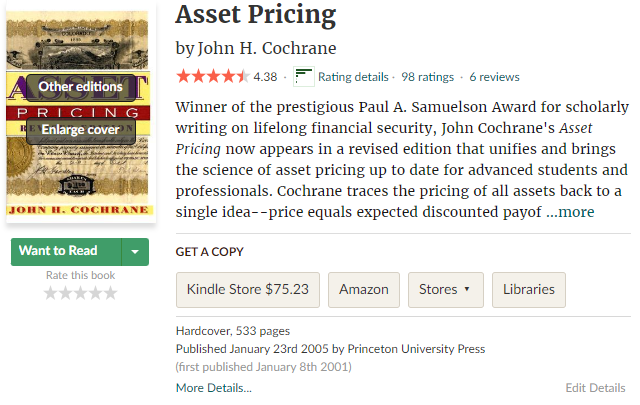 Asset Pricing
by John H. Cochrane
4.38 · Rating details · 98 ratings · 6 reviews
Winner of the prestigious Paul A. Samuelson Award for scholarly
writing on lifelong financial security, John Cochrane's Asset
Pricing now appears in a revised edition that unifies and brings
the science of asset pricing up to date for advanced students and
professionals. Cochrane traces the pricing of all assets back to a
single idea--price equals expected discounted payof ...more
ASSET
Other editions
PRICING
Enlarge cover
JOHN H. COCHRANE
Want to Read
Rate this book
GET A COPY
Kindle Store $75.23
Amazon
Stores ▼
Libraries
Hardcover, 533 pages
Published January 23rd 2005 by Princeton University Press
(first published January 8th 2001)
More Details...
Edit Details